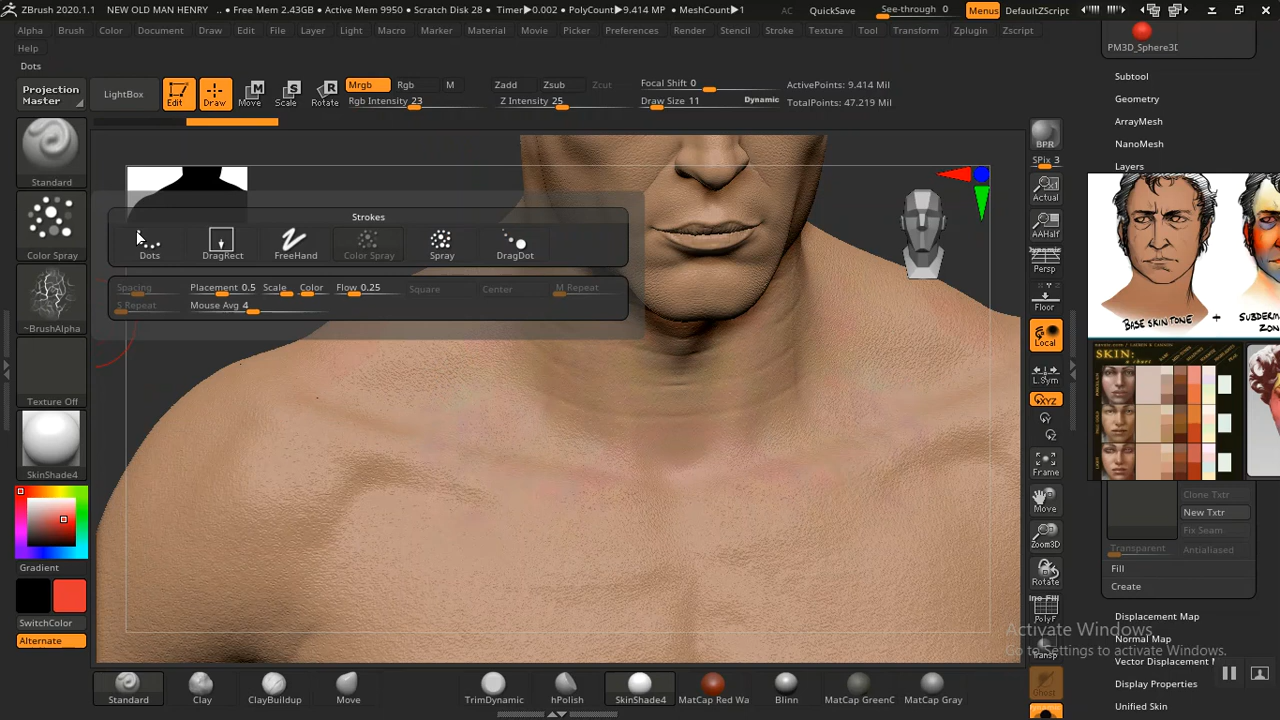 ZBrush 2020.1.1 NEW OLD MAN HENRY .. ● Free Mem 2.43GB ● Active Mem 9950 ● Scratch Disk 28 ● Timer▶0.002 ● PolyCount▶9.414 MP ● MeshCount▶1 AC QuickSave See-through 0 Menus DefaultZScript
Alpha Brush Color Document Draw Edit File Layer Light Macro Marker Material Movie Picker Preferences Render Stencil Stroke Texture Tool Transform Zplugin Zscript
Help
Dots
PM3D_Sphere3D
Projection Master
LightBox
Edit Draw Move Scale Rotate
Mrgb Rgb M
Rgb Intensity 23
Zadd Zsub Zcut
Z Intensity 25
Focal Shift 0
Draw Size 11 Dynamic
ActivePoints: 9.414 Mil
TotalPoints: 47.219 Mil
Subtool
Geometry
ArrayMesh
NanoMesh
Layers
Standard
Color Spray
~BrushAlpha
Texture Off
SkinShade4
Gradient
SwitchColor
Alternate
Strokes
Dots DragRect FreeHand Color Spray Spray DragDot
Spacing Placement 0.5 Scale Color Flow 0.25 Square Center M Repeat
S Repeat Mouse Avg 4
BPR
SPix 3
Actual
AAHalf
Dynamic
Persp
Floor
Local
L.Sym
XYZ
Y
Z
Frame
Move
Zoom3D
Rotate
PolyF
Transp
Ghost
BASE SKIN TONE +
SKIN:
Clone Txtr
New Txtr
Fix Seam
Transparent Antialiased
Fill
Create
Displacement Map
Normal Map
Display Properties
Unified Skin
Activate Windows
Go to Settings to activate Windows.
Standard Clay ClayBuildup Move TrimDynamic hPolish SkinShade4 MatCap Red Wa Blinn MatCap GreenC MatCap Gray